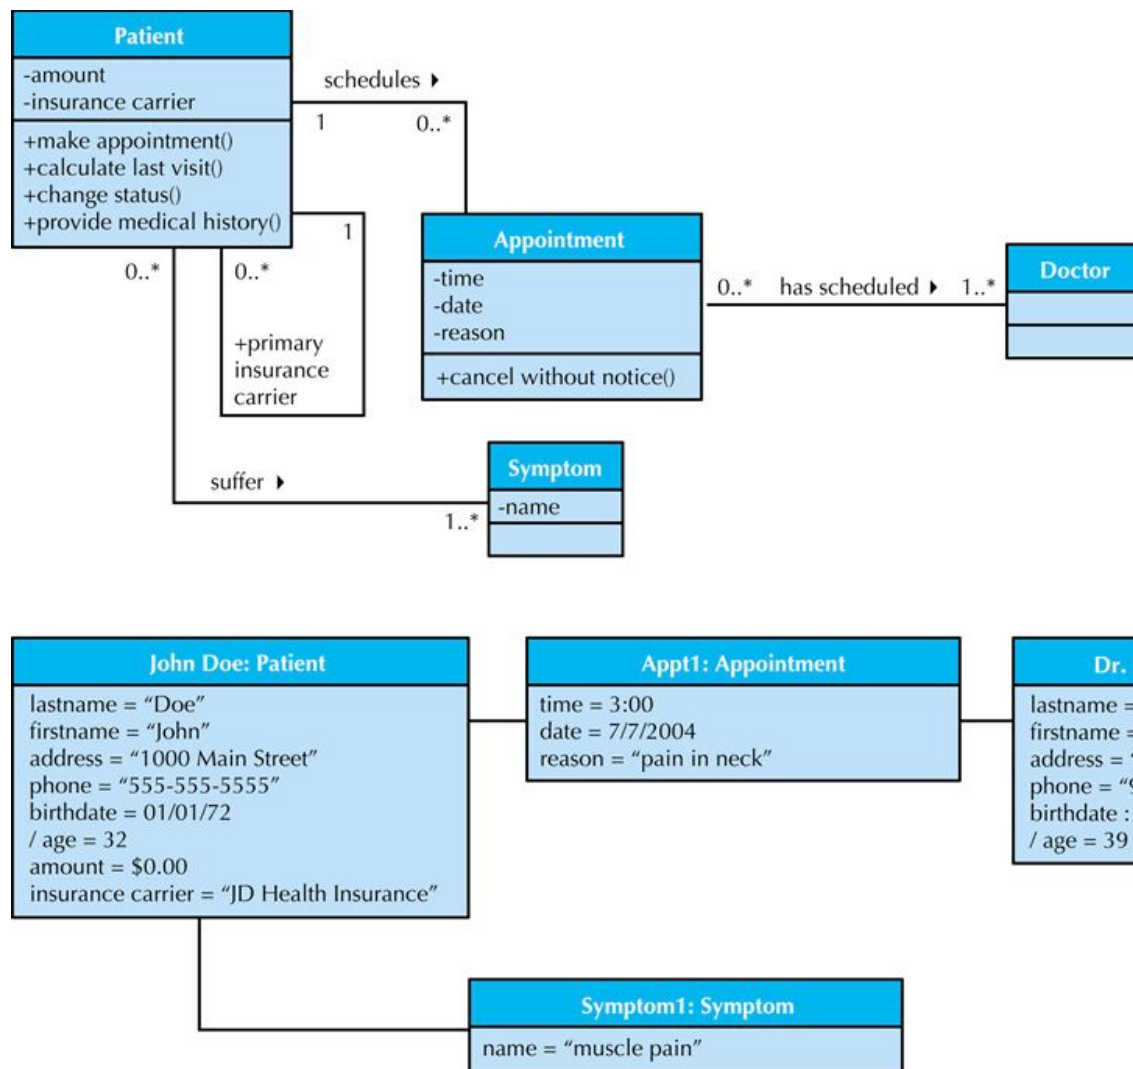 Patient
-amount
-insurance carrier
+make appointment()
+calculate last visit()
+change status()
+provide medical history()
schedules
1
0..*
1
0..*
0..*
+primary
insurance
carrier
Appointment
-time
-date
-reason
+cancel without notice()
0..*
has scheduled
1..*
Doctor
suffer
1..*
Symptom
-name
John Doe: Patient
lastname = “Doe”
firstname = “John”
address = “1000 Main Street”
phone = “555-555-5555”
birthdate = 01/01/72
/ age = 32
amount = $0.00
insurance carrier = “JD Health Insurance”
Appt1: Appointment
time = 3:00
date = 7/7/2004
reason = “pain in neck”
Dr.
lastname =
firstname =
address = “
phone = “9
birthdate :
/ age = 39
Symptom1: Symptom
name = “muscle pain”